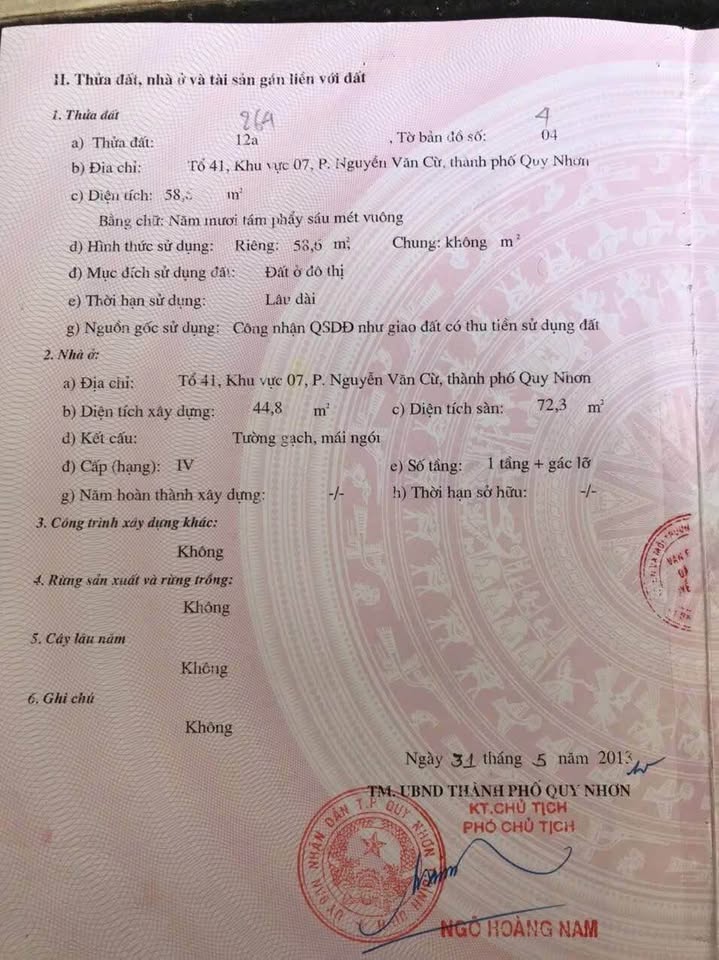 II. Thửa đất, nhà ở và tài sản gắn liền với đất
1. Thửa đất 264 4
a) Thửa đất: 12a , Tờ bản đồ số: 04
b) Địa chỉ: Tổ 41, Khu vực 07, P. Nguyễn Văn Cừ, thành phố Quy Nhơn
c) Diện tích: 58,6 m²
Bằng chữ: Năm mươi tám phẩy sáu mét vuông
d) Hình thức sử dụng: Riêng: 58,6 m², Chung: không m²
đ) Mục đích sử dụng đất: Đất ở đô thị
e) Thời hạn sử dụng: Lâu dài
g) Nguồn gốc sử dụng: Công nhận QSDĐ như giao đất có thu tiền sử dụng đất
2. Nhà ở:
a) Địa chỉ: Tổ 41, Khu vực 07, P. Nguyễn Văn Cừ, thành phố Quy Nhơn
b) Diện tích xây dựng: 44,8 m² c) Diện tích sàn: 72,3 m²
d) Kết cấu: Tường gạch, mái ngói
đ) Cấp (hạng): IV e) Số tầng: 1 tầng + gác lỡ
g) Năm hoàn thành xây dựng: -/- h) Thời hạn sở hữu: -/-
3. Công trình xây dựng khác:
Không
4. Rừng sản xuất và rừng trồng:
Không
5. Cây lâu năm
Không
6. Ghi chú
Không
Ngày 31 tháng 5 năm 2013
TM. UBND THÀNH PHỐ QUY NHƠN
KT.CHỦ TỊCH
PHÓ CHỦ TỊCH
ỦY BAN NHÂN DÂN T.P. QUY NHƠN
NGÔ HOÀNG NAM